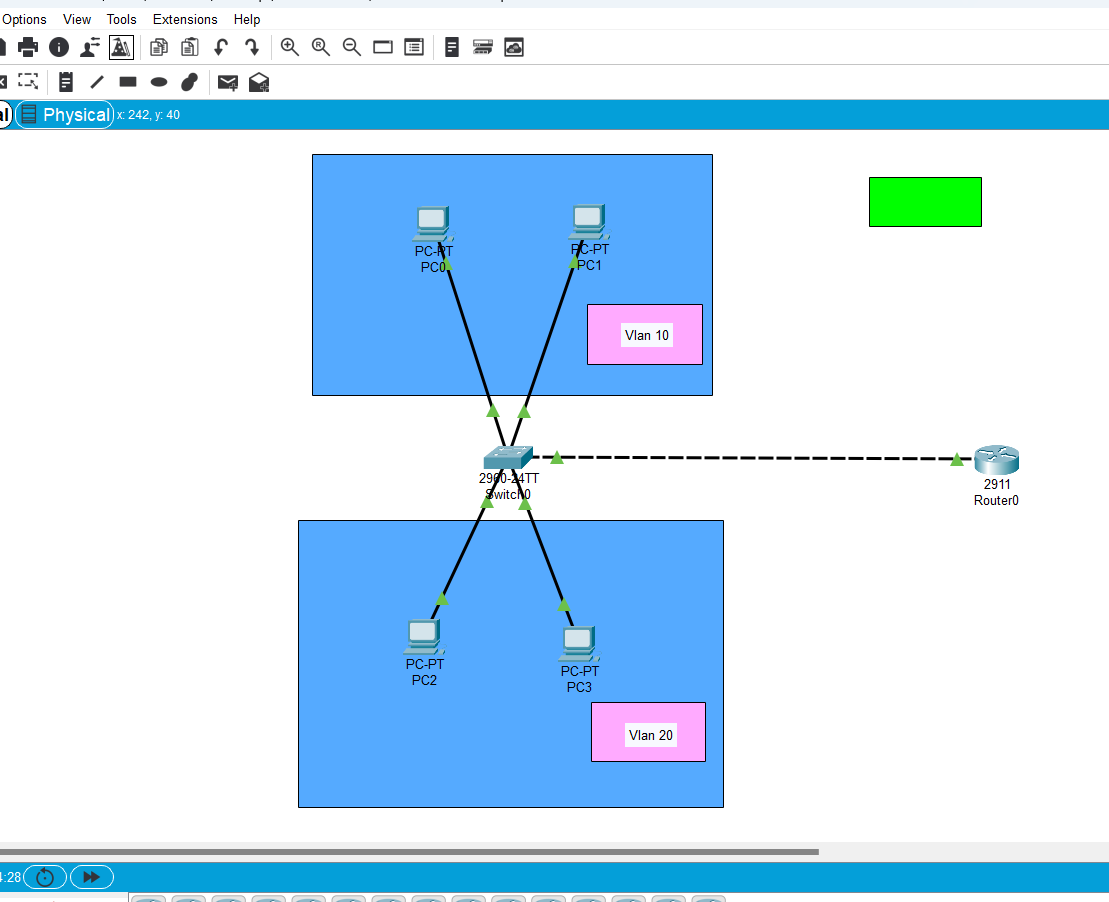 Options View Tools Extensions Help
Physical x: 242, y: 40
PC-PT
PC0
PC-PT
PC1
Vlan 10
2960-24TT
Switch0
2911
Router0
PC-PT
PC2
PC-PT
PC3
Vlan 20
:28